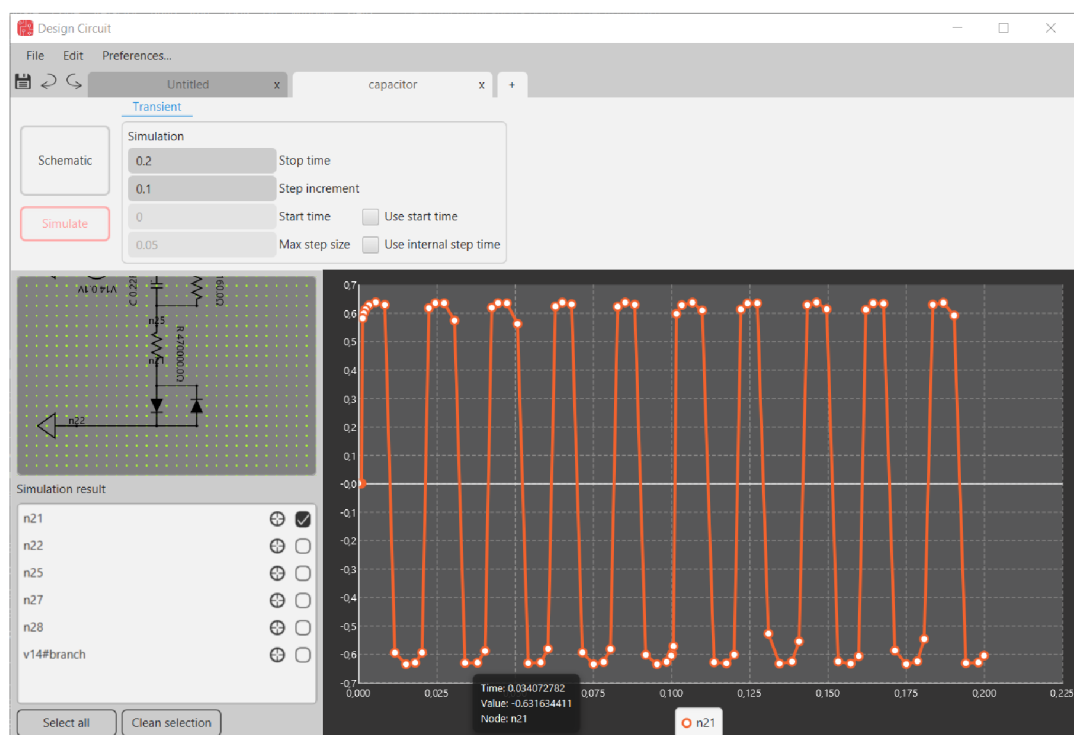 Design Circuit
File Edit Preferences...
Untitled x capacitor x +
Transient
Schematic
Simulate
Simulation
0.2 Stop time
0.1 Step increment
0 Start time Use start time
0.05 Max step size Use internal step time
V14 0.1V
n25
R 4700000.0Ω
n22
Simulation result
n21
n22
n25
n27
n28
v14#branch
Select all Clean selection
0,7
0,6
0,5
0,4
0,3
0,2
0,1
-0,0
-0,1
-0,2
-0,3
-0,4
-0,5
-0,6
-0,7
0,000 0,025 0,075 0,100 0,125 0,150 0,175 0,200 0,225
Time: 0.034072782
Value: -0.631634411
Node: n21
n21